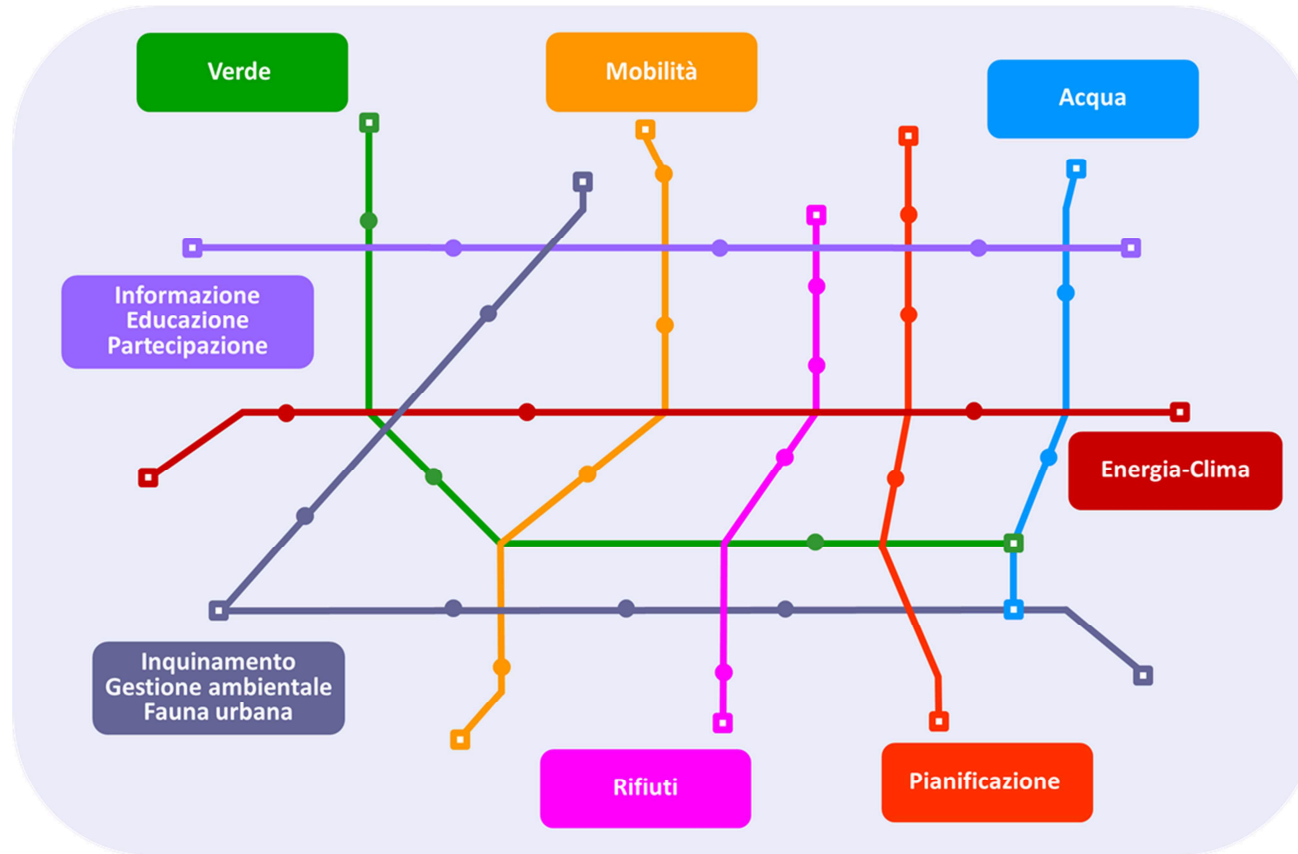 Verde
Mobilità
Acqua
Informazione
Educazione
Partecipazione
Energia-Clima
Inquinamento
Gestione ambientale
Fauna urbana
Rifiuti
Pianificazione